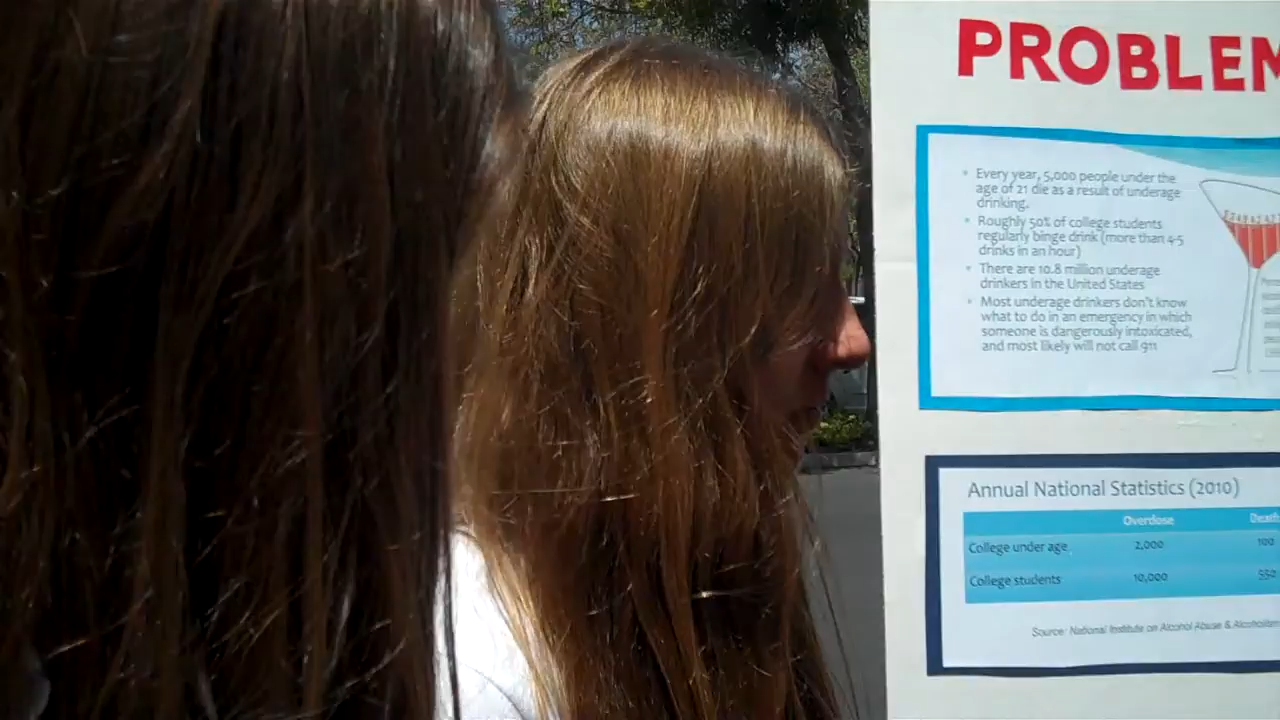 PROBLEM
• Every year, 5,000 people under the
age of 21 die as a result of underage
drinking.
• Roughly 50% of college students
regularly binge drink (more than 4-5
drinks in an hour)
• There are 10.8 million underage
drinkers in the United States
• Most underage drinkers don't know
what to do in an emergency in which
someone is dangerously intoxicated,
and most likely will not call 911
Annual National Statistics (2010)
Overdose Death
College under age 2,000 100
College students 10,000 550
Source: National Institute on Alcohol Abuse & Alcoholism